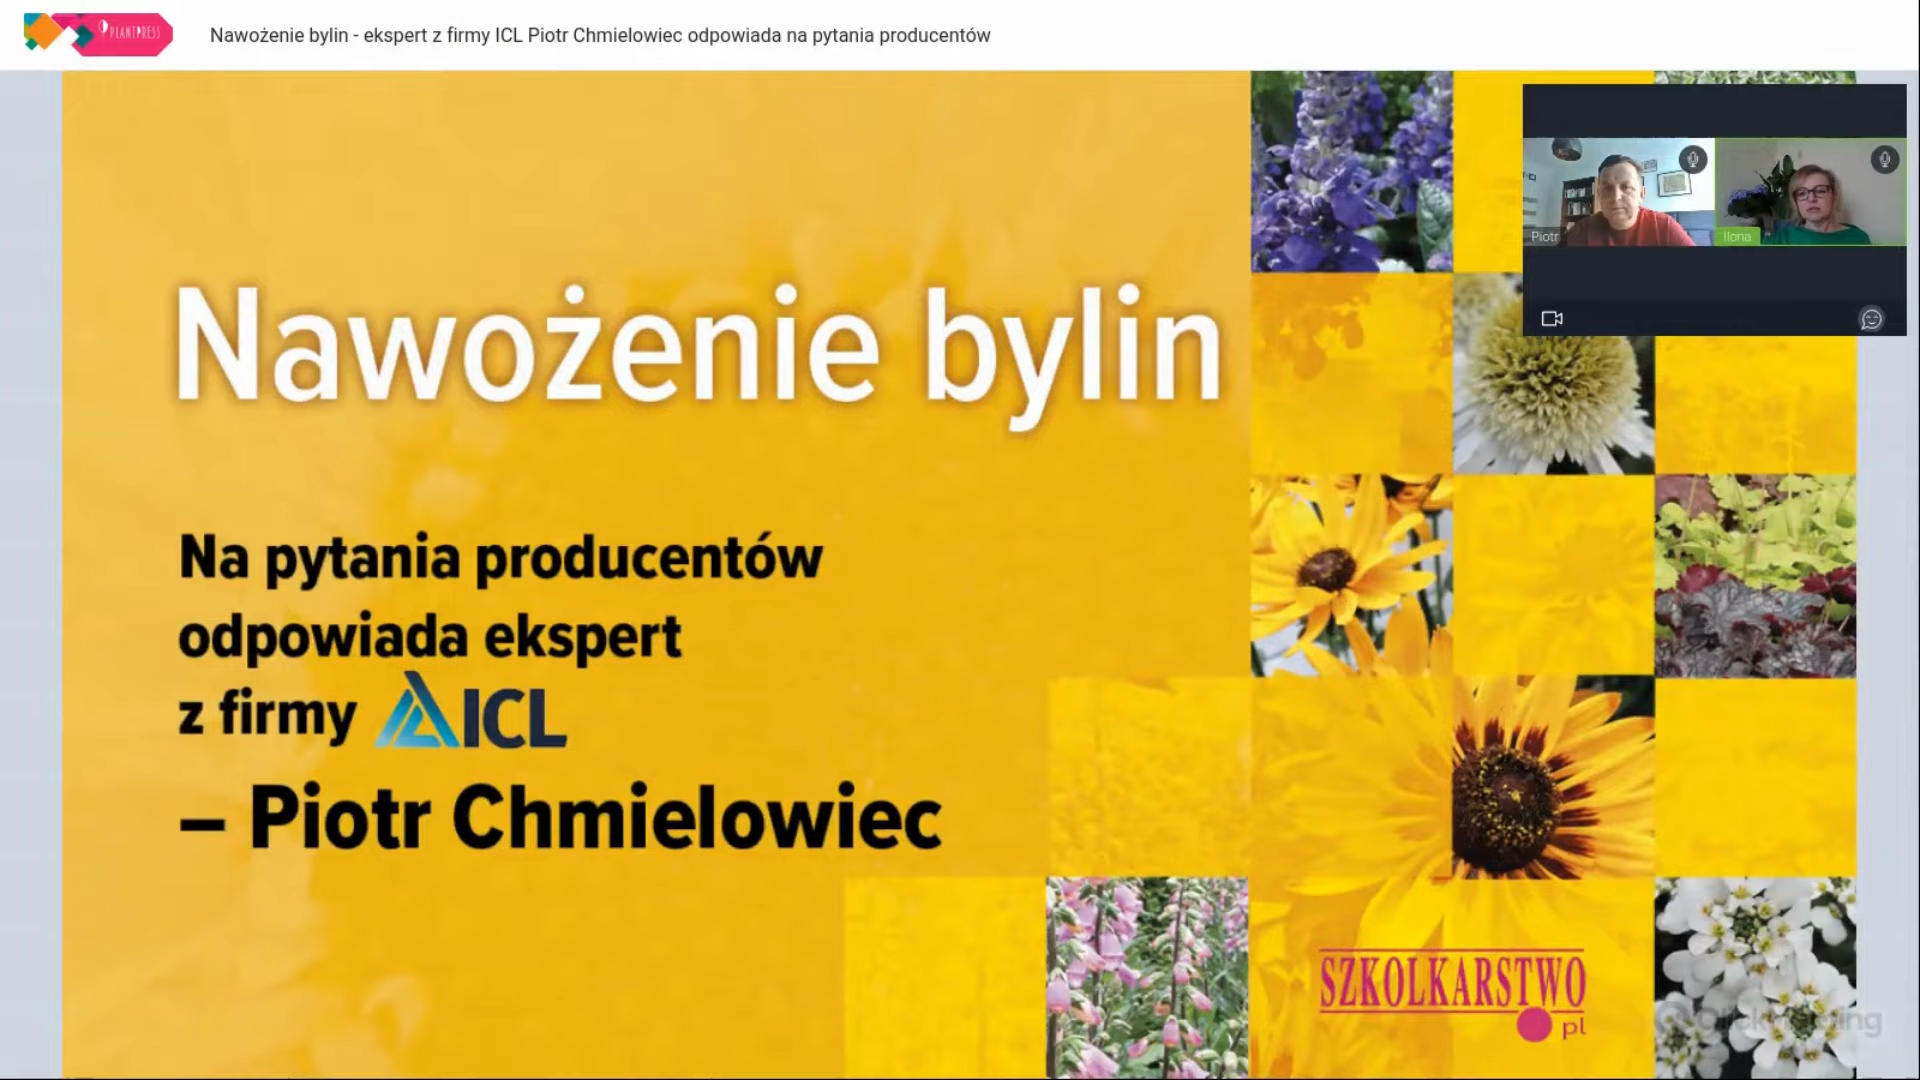 PLANTPRESS
Nawożenie bylin - ekspert z firmy ICL Piotr Chmielowiec odpowiada na pytania producentów
Piotr
Ilona
Nawożenie bylin
Na pytania producentów
odpowiada ekspert
z firmy ICL
– Piotr Chmielowiec
SZKOLKARSTWO
pl
ClickMeeting